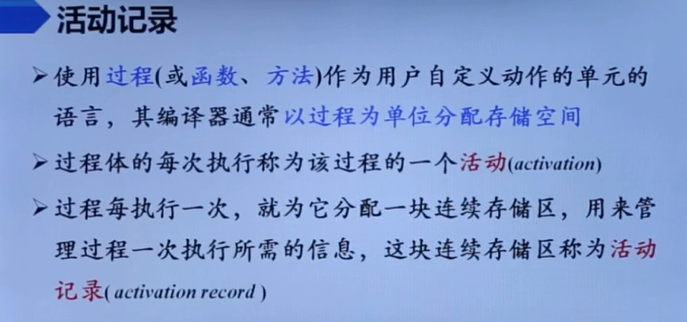 活动记录
➢使用过程(或函数、方法)作为用户自定义动作的单元的
语言，其编译器通常以过程为单位分配存储空间
➢过程体的每次执行称为该过程的一个活动(activation)
➢过程每执行一次，就为它分配一块连续存储区，用来管
理过程一次执行所需的信息，这块连续存储区称为活动
记录( activation record )